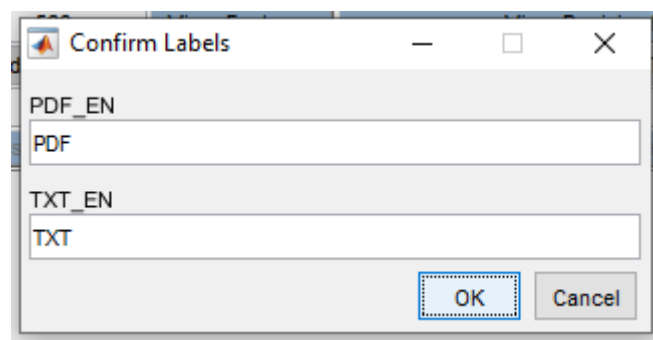 Confirm Labels
PDF_EN
PDF
TXT_EN
TXT
OK Cancel